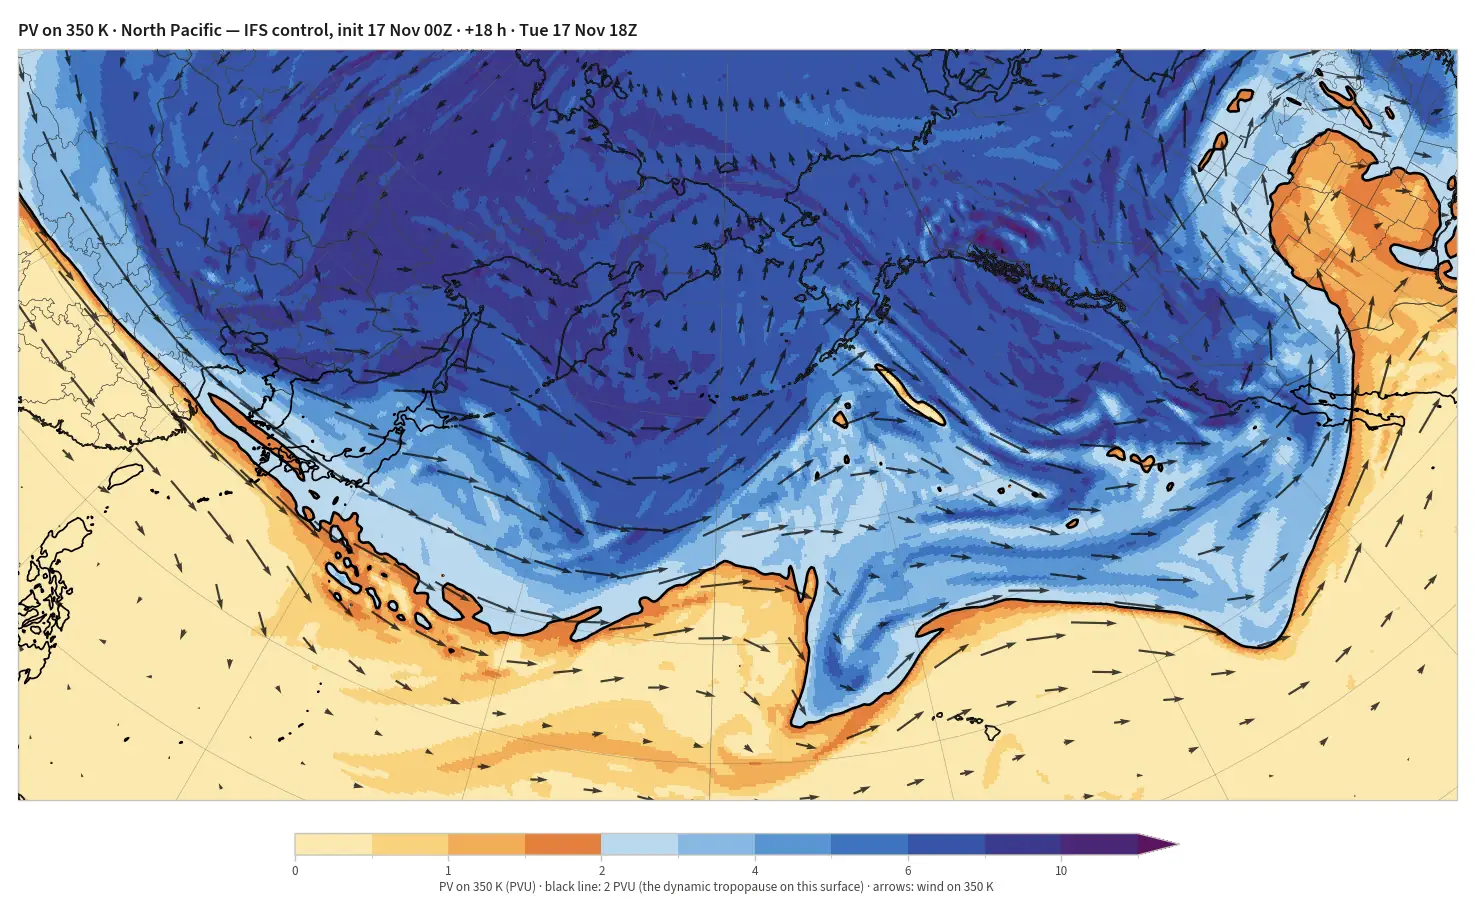 PV on 350 K · North Pacific — IFS control, init 17 Nov 00Z · +18 h · Tue 17 Nov 18Z
0 1 2 4 6 10
PV on 350 K (PVU) · black line: 2 PVU (the dynamic tropopause on this surface) · arrows: wind on 350 K